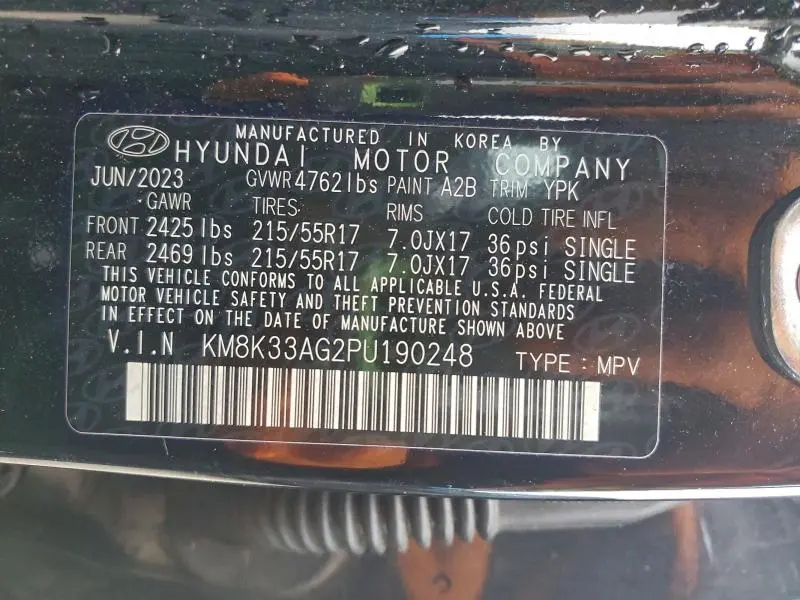 MANUFACTURED IN KOREA BY
HYUNDAI MOTOR COMPANY
JUN/2023 GVWR 4762lbs PAINT A2B TRIM YPK
GAWR TIRES RIMS COLD TIRE INFL
FRONT 2425 lbs 215/55R17 7.0JX17 36psi SINGLE
REAR 2469 lbs 215/55R17 7.0JX17 36psi SINGLE
THIS VEHICLE CONFORMS TO ALL APPLICABLE U.S.A. FEDERAL
MOTOR VEHICLE SAFETY AND THEFT PREVENTION STANDARDS
IN EFFECT ON THE DATE OF MANUFACTURE SHOWN ABOVE
V.I.N KM8K33AG2PU190248 TYPE : MPV